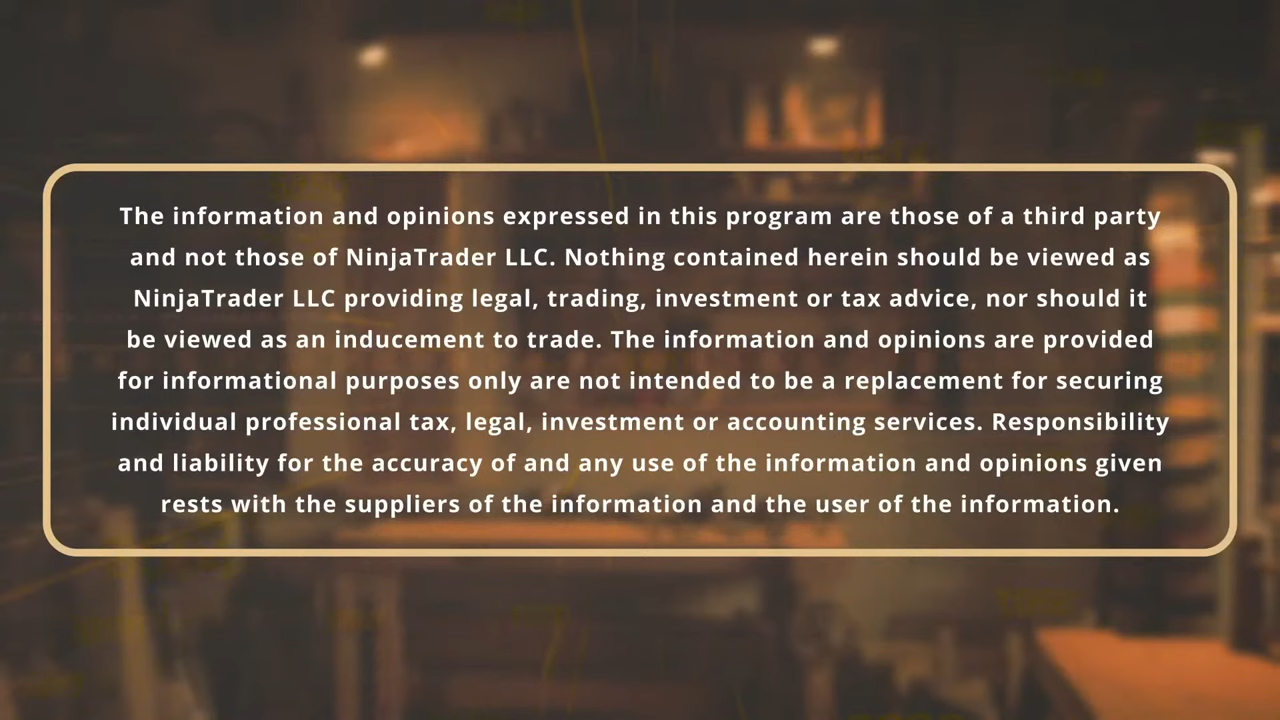 The information and opinions expressed in this program are those of a third party
and not those of NinjaTrader LLC. Nothing contained herein should be viewed as
NinjaTrader LLC providing legal, trading, investment or tax advice, nor should it
be viewed as an inducement to trade. The information and opinions are provided
for informational purposes only are not intended to be a replacement for securing
individual professional tax, legal, investment or accounting services. Responsibility
and liability for the accuracy of and any use of the information and opinions given
rests with the suppliers of the information and the user of the information.